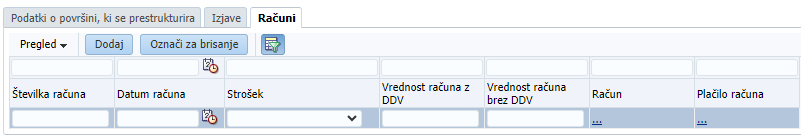 Podatki o površini, ki se prestrukturira Izjave Računi
Pregled Dodaj Označi za brisanje
Številka računa Datum računa Strošek Vrednost računa z DDV Vrednost računa brez DDV Račun Plačilo računa
... ...